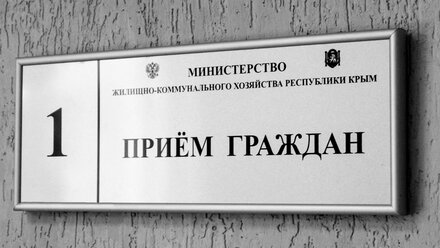 1
МИНИСТЕРСТВО
ЖИЛИЩНО-КОММУНАЛЬНОГО ХОЗЯЙСТВА РЕСПУБЛИКИ КРЫМ
ПРИЁМ ГРАЖДАН